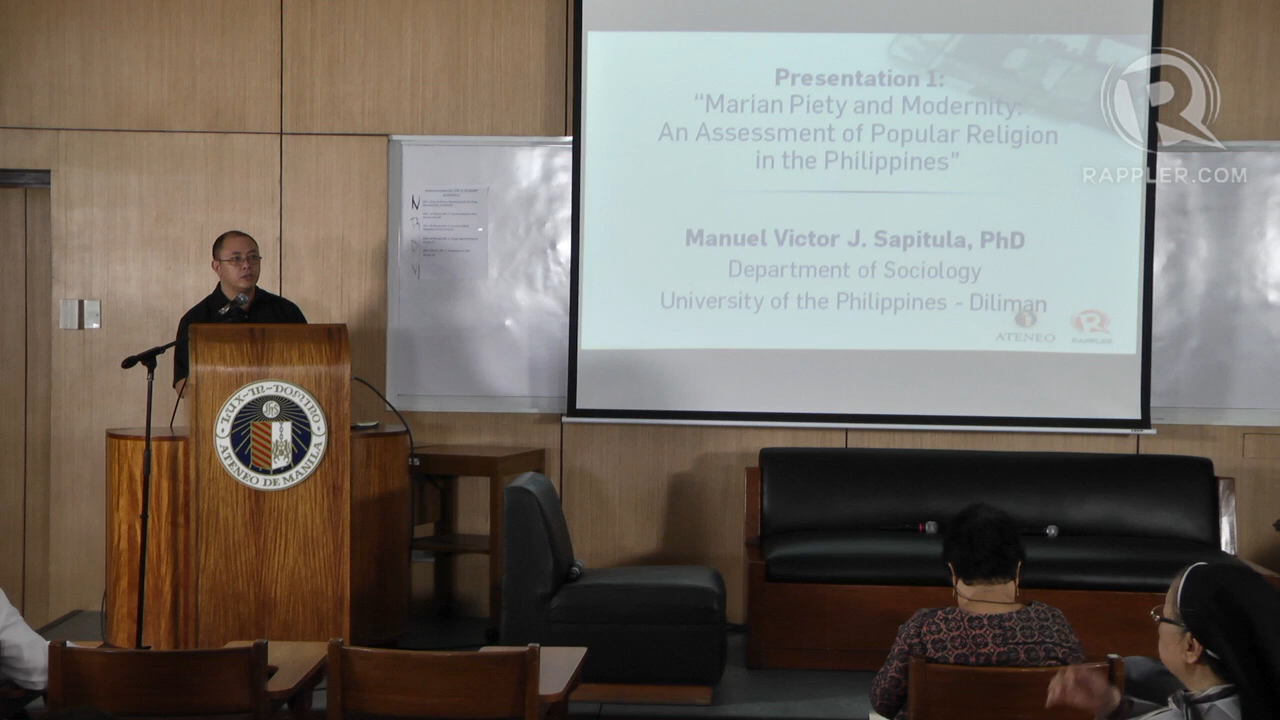 Presentation 1:
“Marian Piety and Modernity:
An Assessment of Popular Religion
in the Philippines”
Manuel Victor J. Sapitula, PhD
Department of Sociology
University of the Philippines - Diliman
ATENEO
RAPPLER
R
RAPPLER.COM
LUX-IN-DOMINO
IHS
ATENEO DE MANILA